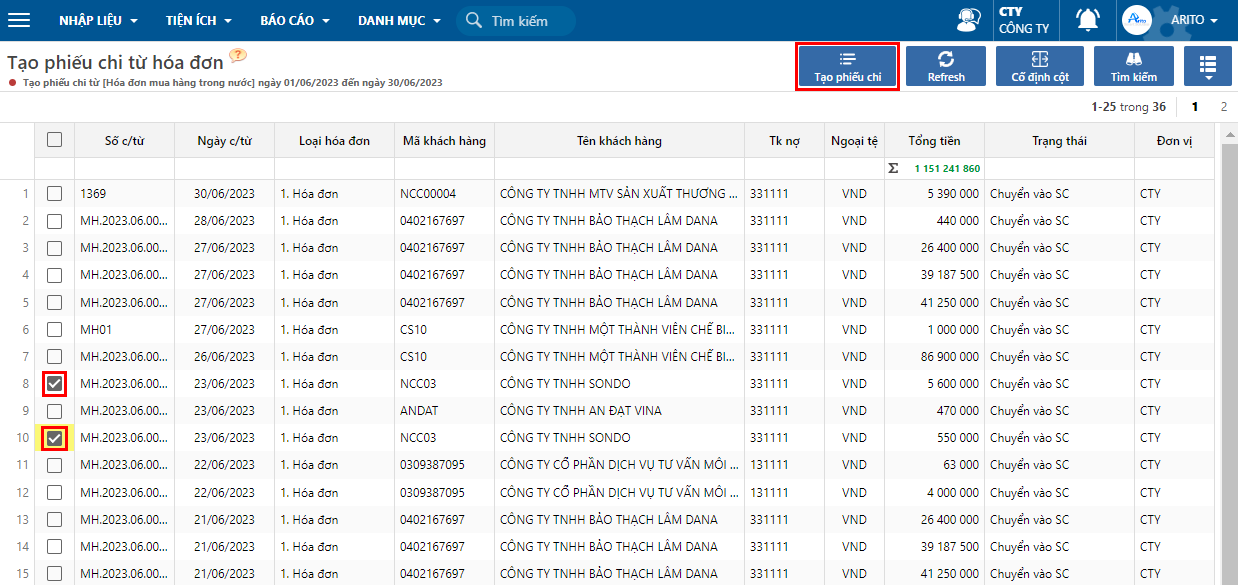 NHẬP LIỆU TIỆN ÍCH BÁO CÁO DANH MỤC Tìm kiếm CTY CÔNG TY Arito ARITO
Tạo phiếu chi từ hóa đơn ?
Tạo phiếu chi từ [Hóa đơn mua hàng trong nước] ngày 01/06/2023 đến ngày 30/06/2023
Tạo phiếu chi Refresh Cố định cột Tìm kiếm
1-25 trong 36 1 2
Số c/từ Ngày c/từ Loại hóa đơn Mã khách hàng Tên khách hàng Tk nợ Ngoại tệ Tổng tiền Trạng thái Đơn vị
Σ 1 151 241 860
1 1369 30/06/2023 1. Hóa đơn NCC00004 CÔNG TY TNHH MTV SẢN XUẤT THƯƠNG ... 331111 VND 5 390 000 Chuyển vào SC CTY
2 MH.2023.06.00... 28/06/2023 1. Hóa đơn 0402167697 CÔNG TY TNHH BẢO THẠCH LÂM DANA 331111 VND 440 000 Chuyển vào SC CTY
3 MH.2023.06.00... 27/06/2023 1. Hóa đơn 0402167697 CÔNG TY TNHH BẢO THẠCH LÂM DANA 331111 VND 26 400 000 Chuyển vào SC CTY
4 MH.2023.06.00... 27/06/2023 1. Hóa đơn 0402167697 CÔNG TY TNHH BẢO THẠCH LÂM DANA 331111 VND 39 187 500 Chuyển vào SC CTY
5 MH.2023.06.00... 27/06/2023 1. Hóa đơn 0402167697 CÔNG TY TNHH BẢO THẠCH LÂM DANA 331111 VND 41 250 000 Chuyển vào SC CTY
6 MH01 27/06/2023 1. Hóa đơn CS10 CÔNG TY TNHH MỘT THÀNH VIÊN CHẾ BI... 331111 VND 1 000 000 Chuyển vào SC CTY
7 MH.2023.06.00... 26/06/2023 1. Hóa đơn CS10 CÔNG TY TNHH MỘT THÀNH VIÊN CHẾ BI... 331111 VND 86 900 000 Chuyển vào SC CTY
8 MH.2023.06.00... 23/06/2023 1. Hóa đơn NCC03 CÔNG TY TNHH SONDO 331111 VND 5 600 000 Chuyển vào SC CTY
9 MH.2023.06.00... 23/06/2023 1. Hóa đơn ANDAT CÔNG TY TNHH AN ĐẠT VINA 331111 VND 470 000 Chuyển vào SC CTY
10 MH.2023.06.00... 23/06/2023 1. Hóa đơn NCC03 CÔNG TY TNHH SONDO 331111 VND 550 000 Chuyển vào SC CTY
11 MH.2023.06.00... 22/06/2023 1. Hóa đơn 0309387095 CÔNG TY CỔ PHẦN DỊCH VỤ TƯ VẤN MÔI ... 131111 VND 63 000 Chuyển vào SC CTY
12 MH.2023.06.00... 22/06/2023 1. Hóa đơn 0309387095 CÔNG TY CỔ PHẦN DỊCH VỤ TƯ VẤN MÔI ... 131111 VND 4 000 000 Chuyển vào SC CTY
13 MH.2023.06.00... 21/06/2023 1. Hóa đơn 0402167697 CÔNG TY TNHH BẢO THẠCH LÂM DANA 331111 VND 26 400 000 Chuyển vào SC CTY
14 MH.2023.06.00... 21/06/2023 1. Hóa đơn 0402167697 CÔNG TY TNHH BẢO THẠCH LÂM DANA 331111 VND 39 187 500 Chuyển vào SC CTY
15 MH.2023.06.00... 21/06/2023 1. Hóa đơn 0402167697 CÔNG TY TNHH BẢO THẠCH LÂM DANA 331111 VND 41 250 000 Chuyển vào SC CTY